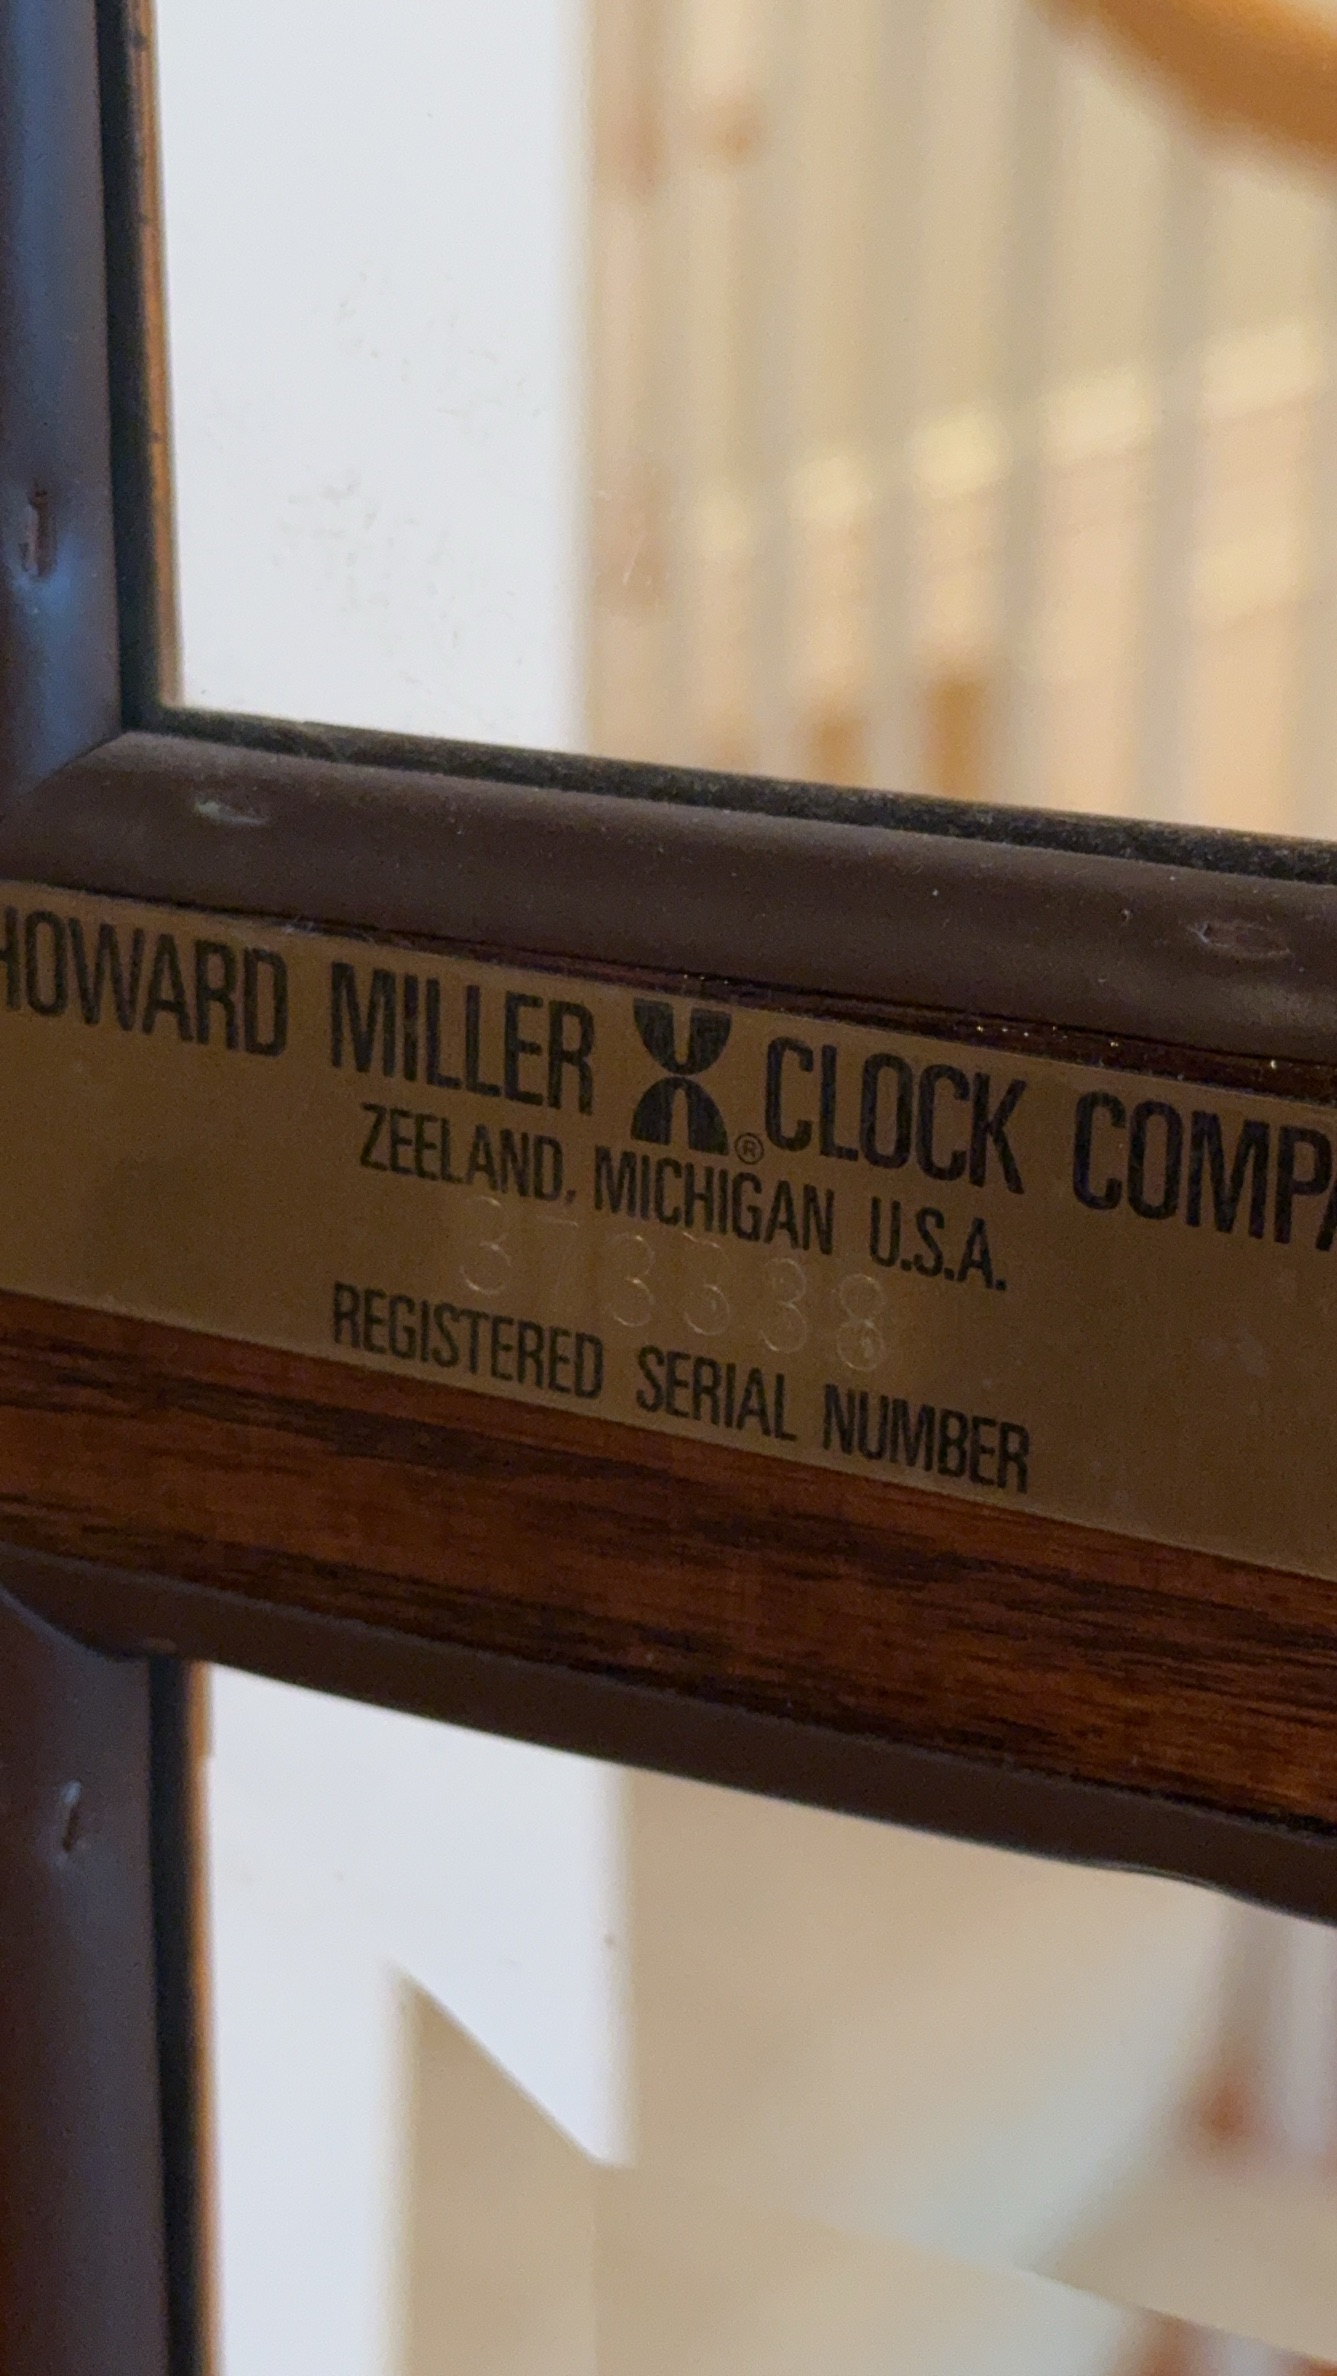 HOWARD MILLER ® CLOCK COMPA
ZEELAND, MICHIGAN U.S.A.
373338
REGISTERED SERIAL NUMBER